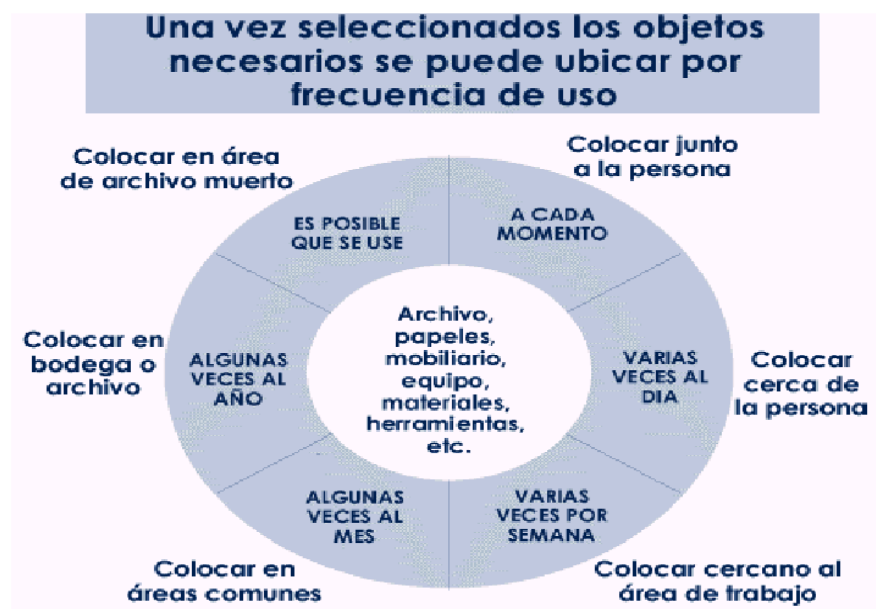 Una vez seleccionados los objetos
necesarios se puede ubicar por
frecuencia de uso
Colocar junto
a la persona
A CADA
MOMENTO
Colocar
cerca de
la persona
VARIAS
VECES AL
DIA
Colocar cercano al
área de trabajo
VARIAS
VECES POR
SEMANA
Colocar en
áreas comunes
ALGUNAS
VECES AL
MES
Colocar en
bodega o
archivo
ALGUNAS
VECES AL
AÑO
Colocar en área
de archivo muerto
ES POSIBLE
QUE SE USE
Archivo,
papeles,
mobiliario,
equipo,
materiales,
herramientas,
etc.